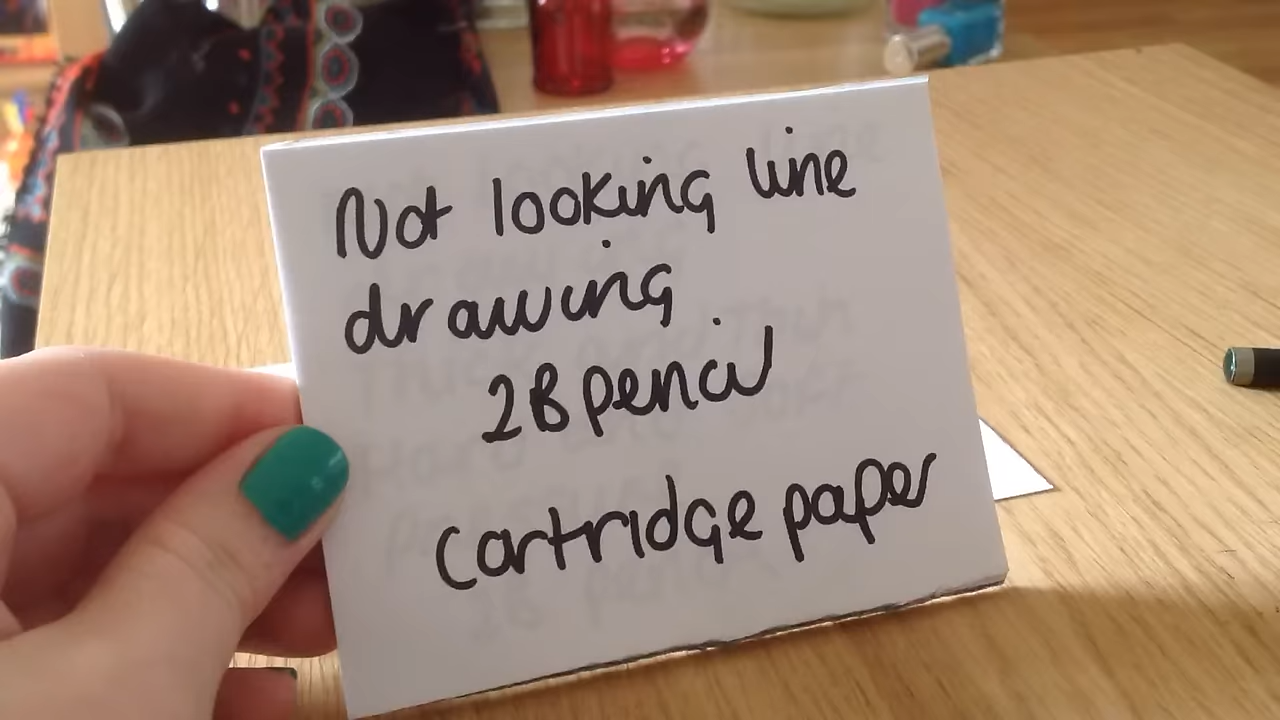 Not looking line
drawing
2B pencil
Cartridge paper